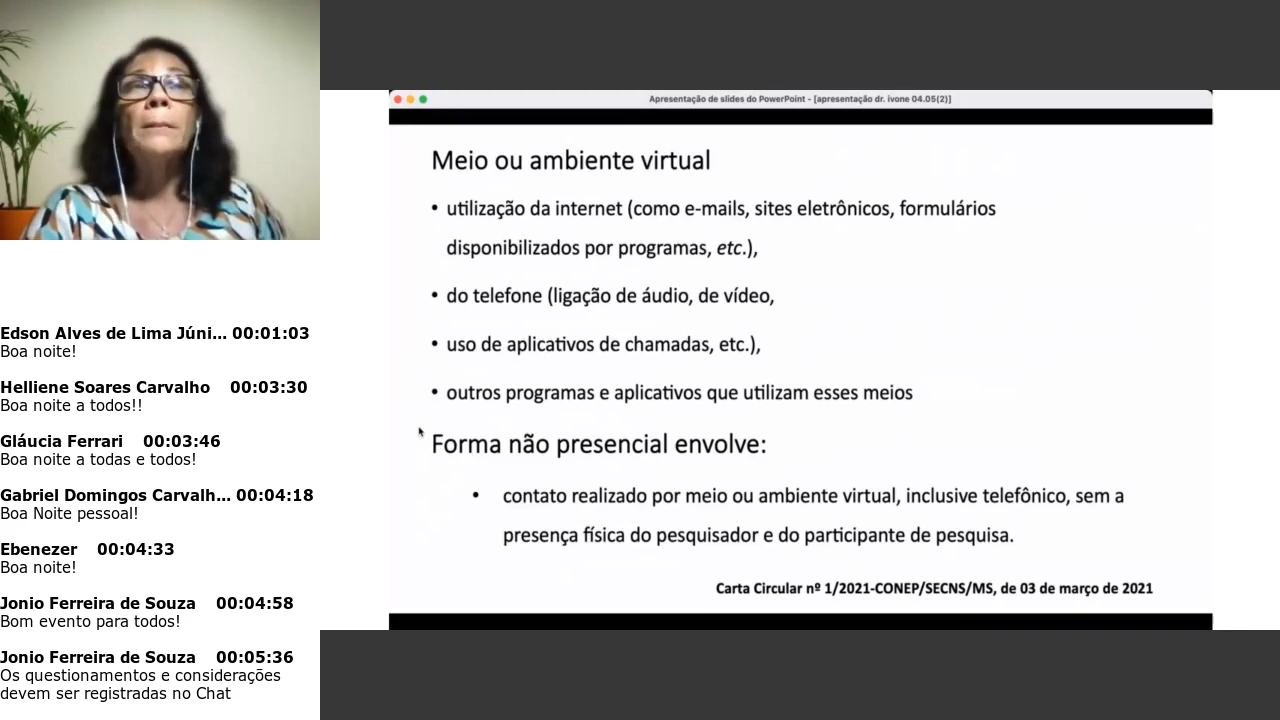 Apresentação de slides do PowerPoint - [apresentação dr. ivone 04.05(2)]
Meio ou ambiente virtual
• utilização da internet (como e-mails, sites eletrônicos, formulários
disponibilizados por programas, etc.),
• do telefone (ligação de áudio, de vídeo,
• uso de aplicativos de chamadas, etc.),
• outros programas e aplicativos que utilizam esses meios
Forma não presencial envolve:
• contato realizado por meio ou ambiente virtual, inclusive telefônico, sem a
presença física do pesquisador e do participante de pesquisa.
Carta Circular nº 1/2021-CONEP/SECNS/MS, de 03 de março de 2021
Edson Alves de Lima Júni... 00:01:03
Boa noite!
Helliene Soares Carvalho 00:03:30
Boa noite a todos!!
Gláucia Ferrari 00:03:46
Boa noite a todas e todos!
Gabriel Domingos Carvalh... 00:04:18
Boa Noite pessoal!
Ebenezer 00:04:33
Boa noite!
Jonio Ferreira de Souza 00:04:58
Bom evento para todos!
Jonio Ferreira de Souza 00:05:36
Os questionamentos e considerações
devem ser registradas no Chat